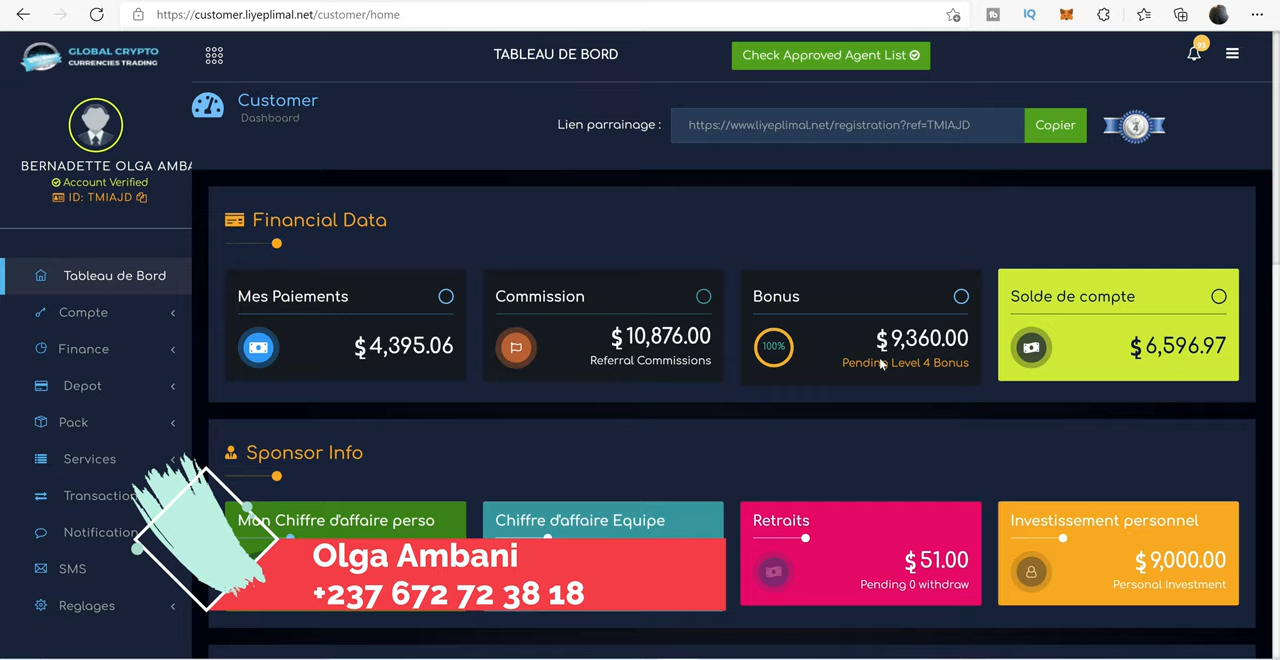 https://customer.liyeplimal.net/customer/home
GLOBAL CRYPTO
CURRENCIES TRADING
TABLEAU DE BORD
Check Approved Agent List
Customer
Dashboard
Lien parrainage :
https://www.liyeplimal.net/registration?ref=TMIAJD
Copier
4
BERNADETTE OLGA AMBA
Account Verified
ID: TMIAJD
Tableau de Bord
Compte
Finance
Depot
Pack
Services
Transaction
Notification
SMS
Reglages
Financial Data
Mes Paiements
$4,395.06
Commission
$10,876.00
Referral Commissions
Bonus
100%
$9,360.00
Pending Level 4 Bonus
Solde de compte
$6,596.97
Sponsor Info
Mon Chiffre d'affaire perso
Chiffre d'affaire Equipe
Retraits
$51.00
Pending 0 withdraw
Investissement personnel
$9,000.00
Personal Investment
Olga Ambani
+237 672 72 38 18
IQ